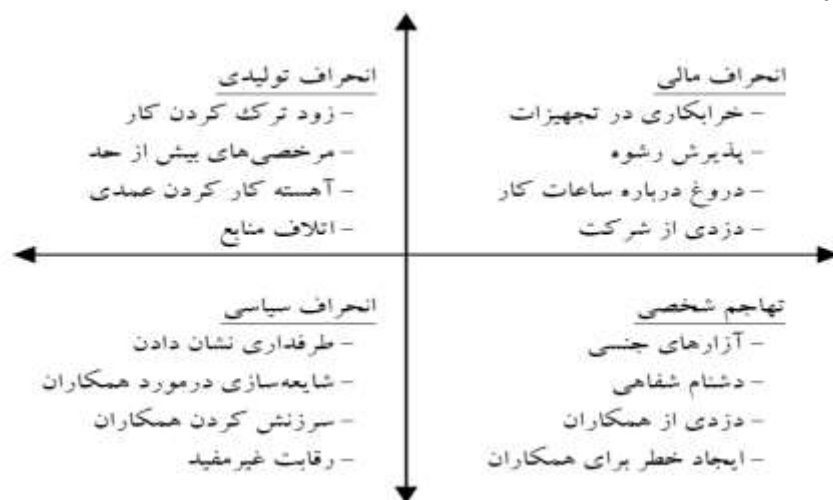 انحراف مالی
- خرابکاری در تجهیزات
- پذیرش رشوه
- دروغ درباره ساعات کار
- دزدی از شرکت
انحراف تولیدی
- زود ترک کردن کار
- مرخصی‌های بیش از حد
- آهسته کار کردن عمدی
- اتلاف منابع
تهاجم شخصی
- آزارهای جنسی
- دشنام شفاهی
- دزدی از همکاران
- ایجاد خطر برای همکاران
انحراف سیاسی
- طرفداری نشان دادن
- شایعه‌سازی درمورد همکاران
- سرزنش کردن همکاران
- رقابت غیرمفید